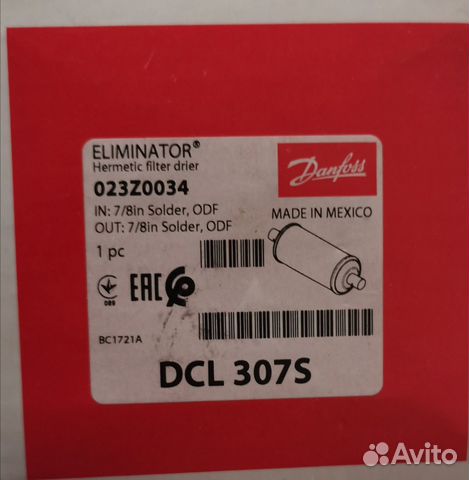 ELIMINATOR®
Hermetic filter drier
023Z0034
IN: 7/8in Solder, ODF
OUT: 7/8in Solder, ODF
1 pc
Danfoss
MADE IN MEXICO
089
EAC
BC1721A
DCL 307S
Avito